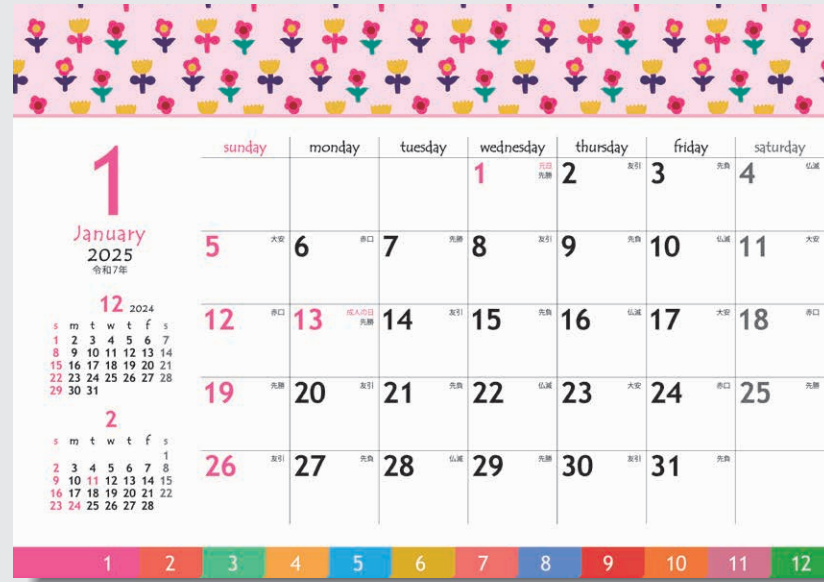 1
January
2025
令和7年
12 2024
s m t w t f s
1 2 3 4 5 6 7
8 9 10 11 12 13 14
15 16 17 18 19 20 21
22 23 24 25 26 27 28
29 30 31
2
s m t w t f s
1
2 3 4 5 6 7 8
9 10 11 12 13 14 15
16 17 18 19 20 21 22
23 24 25 26 27 28
sunday monday tuesday wednesday thursday friday saturday
1 元日 先勝 2 友引 3 先負 4 仏滅
5 大安 6 赤口 7 先勝 8 友引 9 先負 10 仏滅 11 大安
12 赤口 13 成人の日 先勝 14 友引 15 先負 16 仏滅 17 大安 18 赤口
19 先勝 20 友引 21 先負 22 仏滅 23 大安 24 赤口 25 先勝
26 友引 27 先負 28 仏滅 29 先勝 30 友引 31 先負
1 2 3 4 5 6 7 8 9 10 11 12